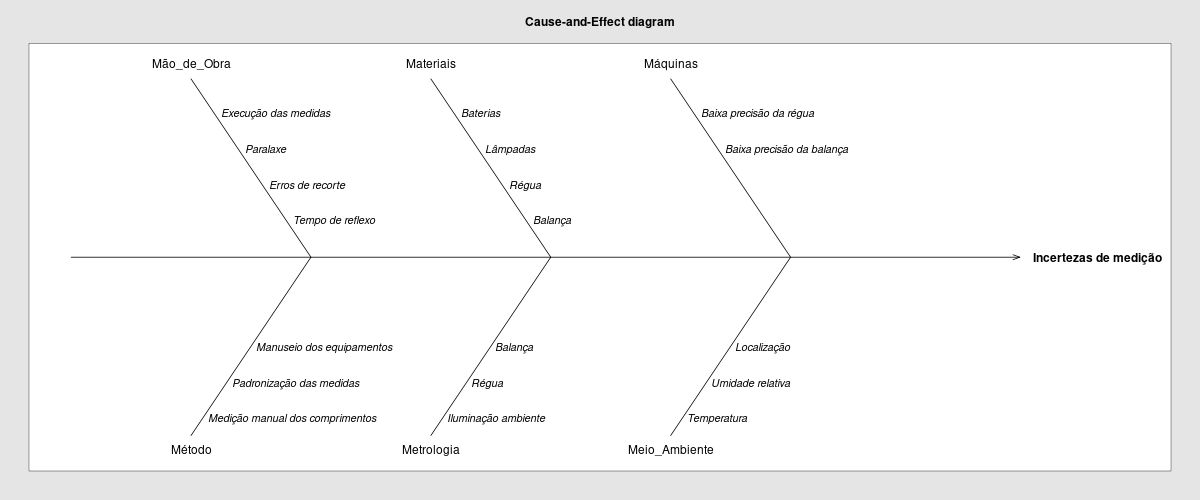 Cause-and-Effect diagram
Mão_de_Obra
Execução das medidas
Paralaxe
Erros de recorte
Tempo de reflexo
Materiais
Baterias
Lâmpadas
Régua
Balança
Máquinas
Baixa precisão da régua
Baixa precisão da balança
Incertezas de medição
Manuseio dos equipamentos
Padronização das medidas
Medição manual dos comprimentos
Método
Balança
Régua
Iluminação ambiente
Metrologia
Localização
Umidade relativa
Temperatura
Meio_Ambiente